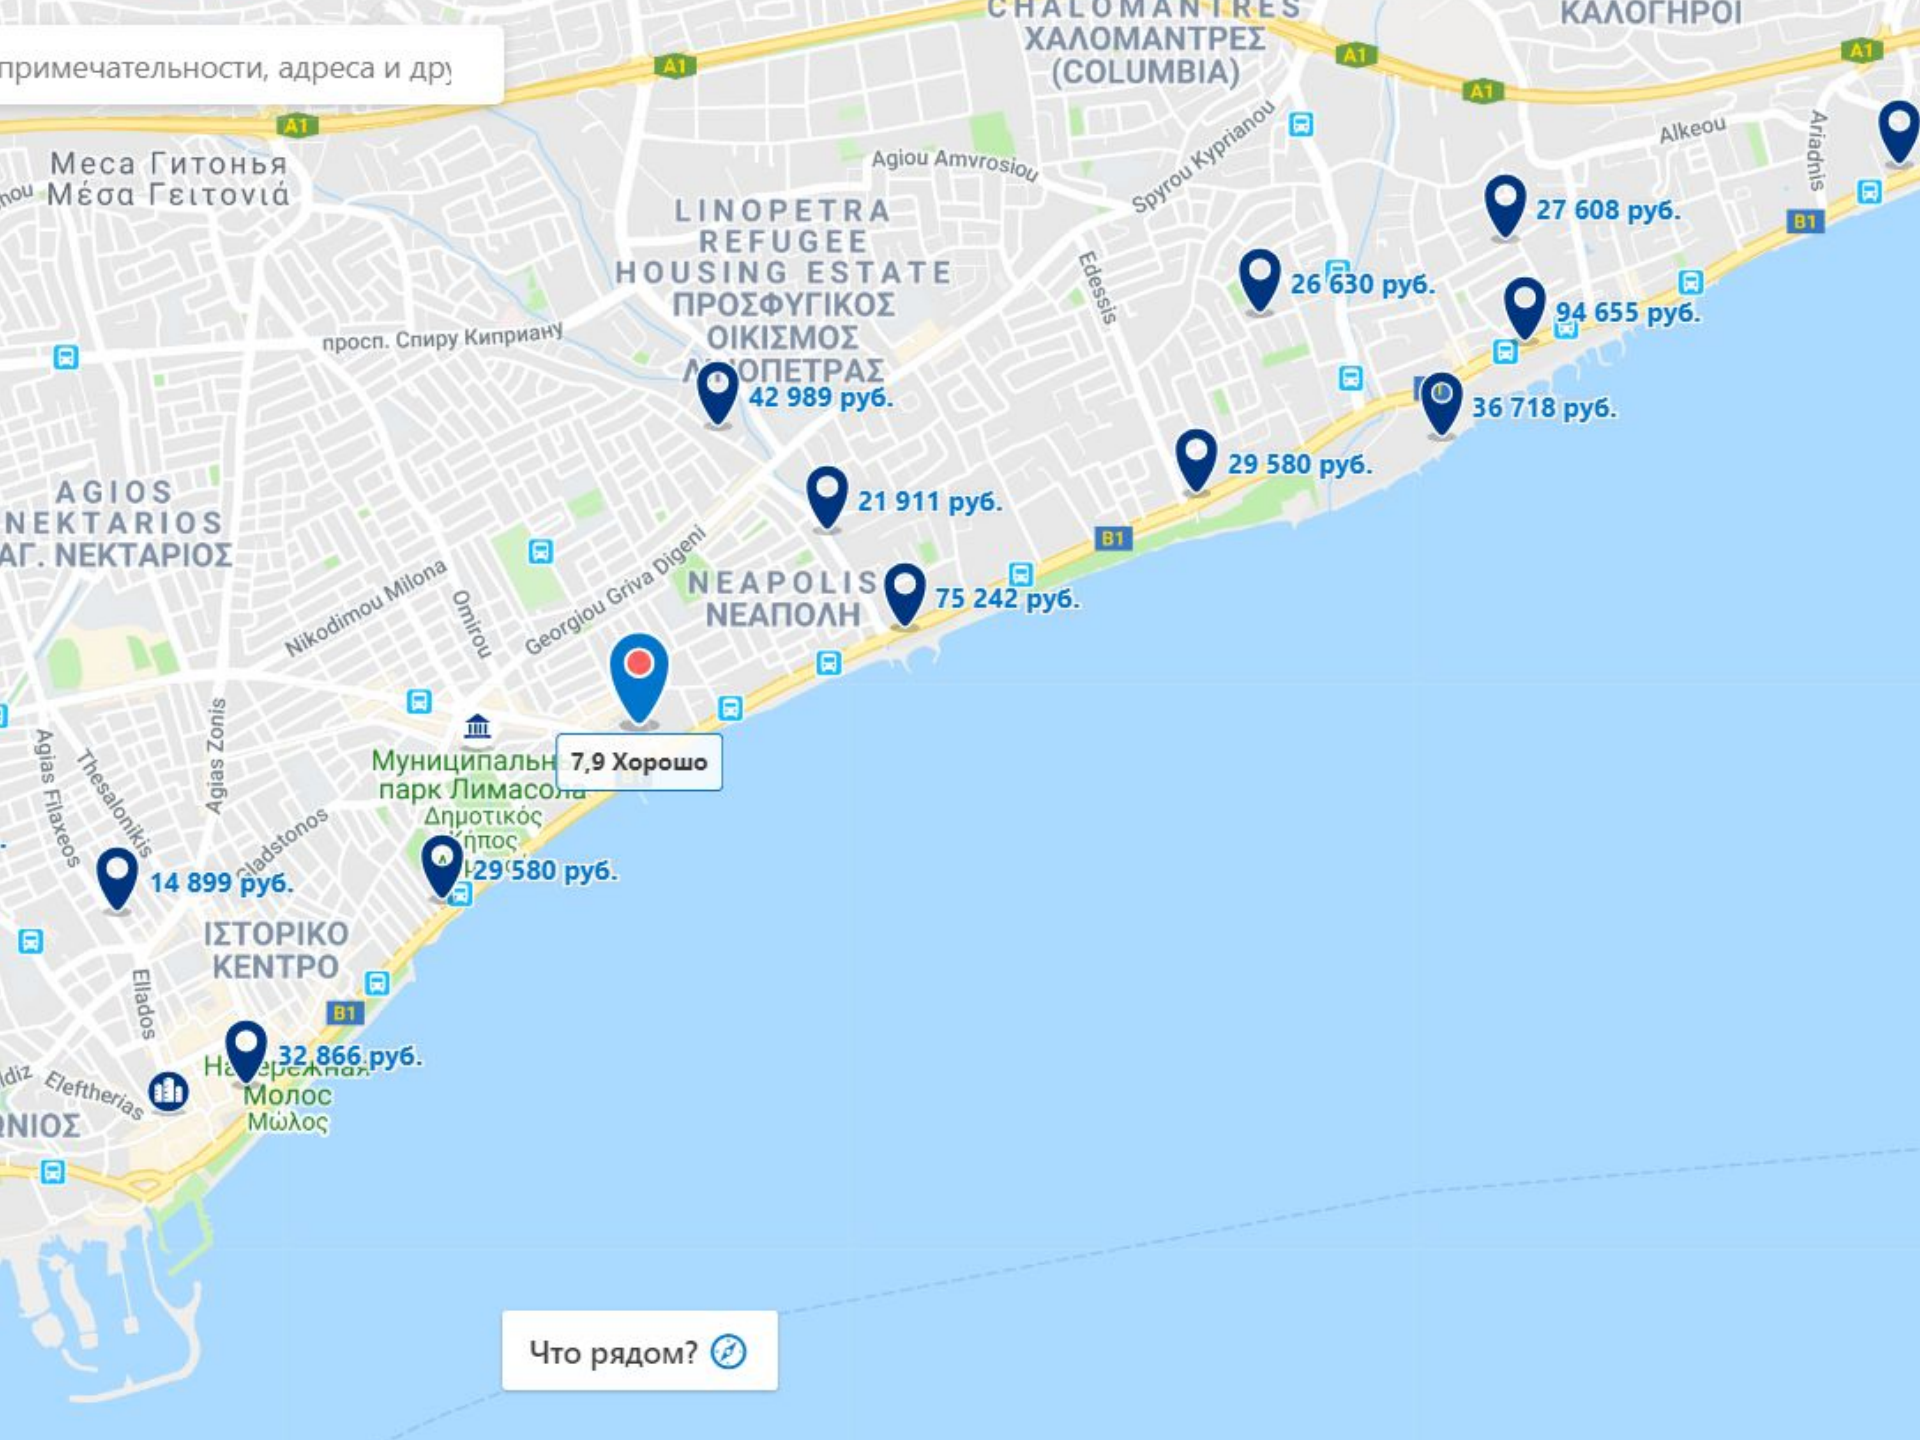 CHALOMANTRES
ΧΑΛΟΜΑΝΤΡΕΣ
(COLUMBIA)
ΚΑΛΟΓΗΡΟΙ
примечательности, адреса и
A1
A1
A1
A1
A1
Меса Гитонья
Μέσα Γειτονιά
Agiou Amvrosiou
Spyrou Kyprianou
Alkeou
Ariadnis
LINOPETRA
REFUGEE
HOUSING ESTATE
ΠΡΟΣΦΥΓΙΚΟΣ
ΟΙΚΙΣΜΟΣ
27 608 руб.
B1
Edessis
26 630 руб.
94 655 руб.
просп. Спиру Киприану
42 989 руб.
36 718 руб.
29 580 руб.
21 911 руб.
B1
AGIOS
NEKTARIOS
ΑΓ. ΝΕΚΤΑΡΙΟΣ
Nikodimou Milona
Omirou
Georgiou Griva Digeni
NEAPOLIS
ΝΕΑΠΟΛΗ
75 242 руб.
7,9 Хорошо
Agias Zonis
Agias Filaxeos
Thesalonikis
Gladstonos
парк Лимасола
Δημοτικός
14 899 руб.
29 580 руб.
ΙΣΤΟΡΙΚΟ
ΚΕΝΤΡΟ
Ellados
B1
32 866 руб.
Молос
Μώλος
Eleftherias
Что рядом?